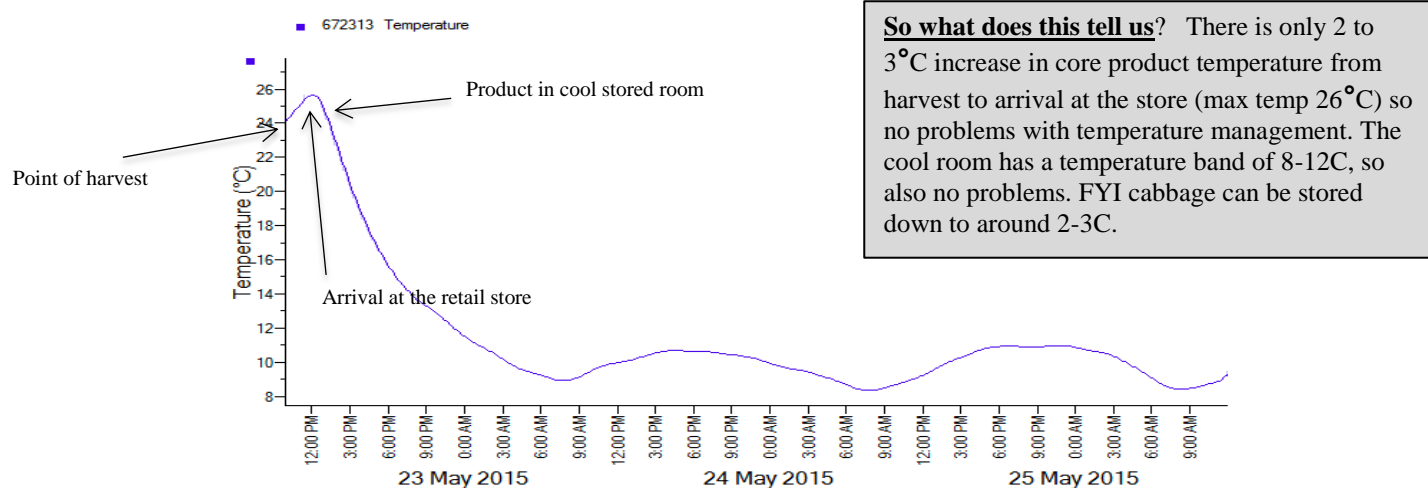 672313 Temperature
So what does this tell us? There is only 2 to
3°C increase in core product temperature from
harvest to arrival at the store (max temp 26°C) so
no problems with temperature management. The
cool room has a temperature band of 8-12C, so
also no problems. FYI cabbage can be stored
down to around 2-3C.
Product in cool stored room
Point of harvest
Arrival at the retail store
Temperature (°C)
26
24
22
20
18
16
14
12
10
8
12:00 PM
3:00 PM
6:00 PM
9:00 PM
0:00 AM
3:00 AM
6:00 AM
9:00 AM
12:00 PM
3:00 PM
6:00 PM
9:00 PM
0:00 AM
3:00 AM
6:00 AM
9:00 AM
12:00 PM
3:00 PM
6:00 PM
9:00 PM
0:00 AM
3:00 AM
6:00 AM
9:00 AM
23 May 2015
24 May 2015
25 May 2015